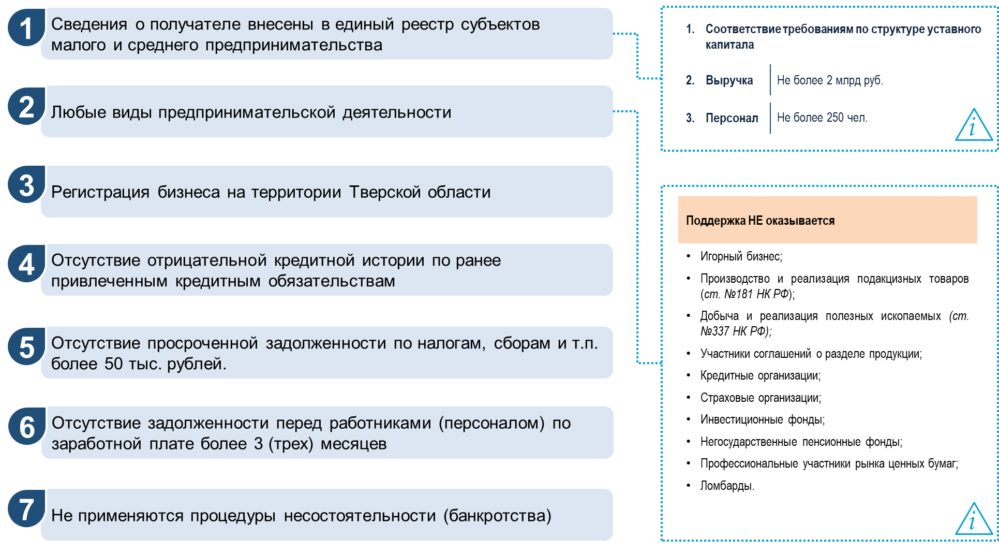 1
Сведения о получателе внесены в единый реестр субъектов
малого и среднего предпринимательства
2
Любые виды предпринимательской деятельности
3
Регистрация бизнеса на территории Тверской области
4
Отсутствие отрицательной кредитной истории по ранее
привлеченным кредитным обязательствам
5
Отсутствие просроченной задолженности по налогам, сборам и т.п.
более 50 тыс. рублей.
6
Отсутствие задолженности перед работниками (персоналом) по
заработной плате более 3 (трех) месяцев
7
Не применяются процедуры несостоятельности (банкротства)
1. Соответствие требованиям по структуре уставного
капитала
2. Выручка Не более 2 млрд руб.
3. Персонал Не более 250 чел.
i
Поддержка НЕ оказывается
• Игорный бизнес;
• Производство и реализация подакцизных товаров
(ст. №181 НК РФ);
• Добыча и реализация полезных ископаемых (ст.
№337 НК РФ);
• Участники соглашений о разделе продукции;
• Кредитные организации;
• Страховые организации;
• Инвестиционные фонды;
• Негосударственные пенсионные фонды;
• Профессиональные участники рынка ценных бумаг;
• Ломбарды.
i